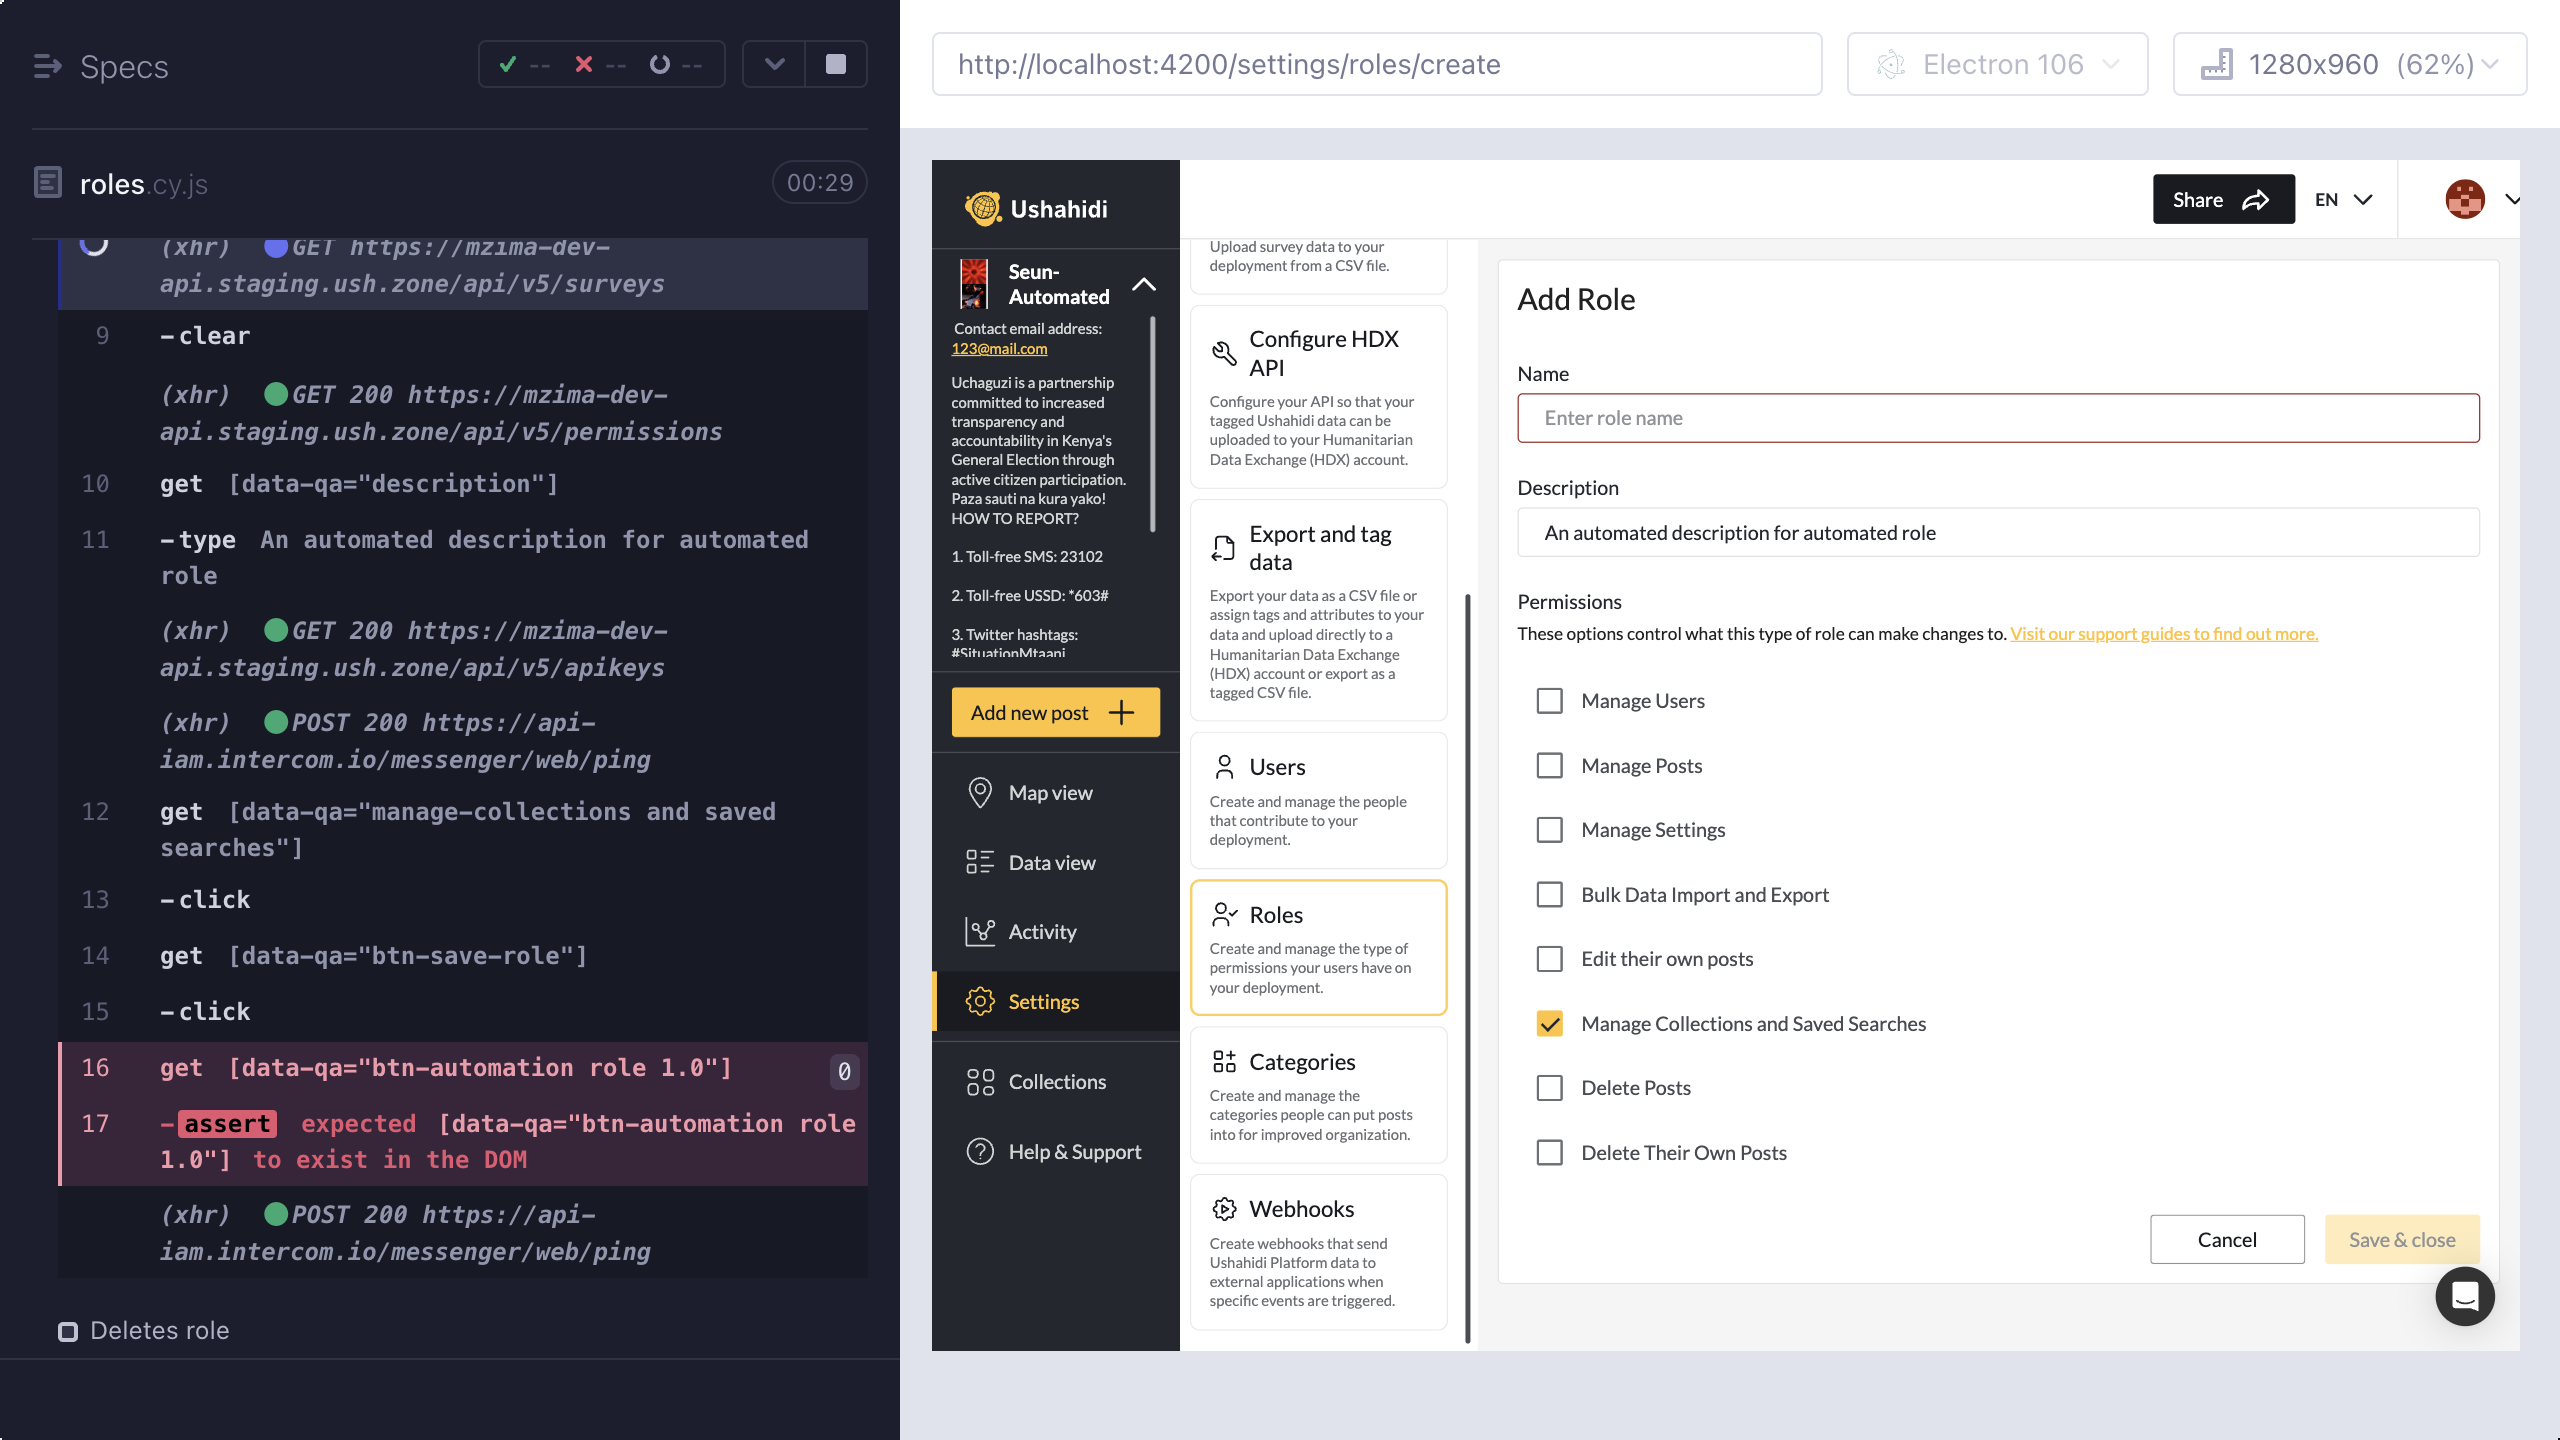 Specs
-- -- --
roles.cy.js
00:29
(xhr) GET https://mzima-dev-
api.staging.ush.zone/api/v5/surveys
9 -clear
(xhr) GET 200 https://mzima-dev-
api.staging.ush.zone/api/v5/permissions
10 get [data-qa="description"]
11 -type An automated description for automated
role
(xhr) GET 200 https://mzima-dev-
api.staging.ush.zone/api/v5/apikeys
(xhr) POST 200 https://api-
iam.intercom.io/messenger/web/ping
12 get [data-qa="manage-collections and saved
searches"]
13 -click
14 get [data-qa="btn-save-role"]
15 -click
16 get [data-qa="btn-automation role 1.0"] 0
17 -assert expected [data-qa="btn-automation role
1.0"] to exist in the DOM
(xhr) POST 200 https://api-
iam.intercom.io/messenger/web/ping
Deletes role
http://localhost:4200/settings/roles/create
Electron 106
1280x960 (62%)
Ushahidi
Seun-
Automated
Contact email address:
123@mail.com
Uchaguzi is a partnership
committed to increased
transparency and
accountability in Kenya's
General Election through
active citizen participation.
Paza sauti na kura yako!
HOW TO REPORT?
1. Toll-free SMS: 23102
2. Toll-free USSD: *603#
3. Twitter hashtags:
#SituationMtaani
Add new post
Map view
Data view
Activity
Settings
Collections
Help & Support
Share
EN
Upload survey data to your
deployment from a CSV file.
Configure HDX
API
Configure your API so that your
tagged Ushahidi data can be
uploaded to your Humanitarian
Data Exchange (HDX) account.
Export and tag
data
Export your data as a CSV file or
assign tags and attributes to your
data and upload directly to a
Humanitarian Data Exchange
(HDX) account or export as a
tagged CSV file.
Users
Create and manage the people
that contribute to your
deployment.
Roles
Create and manage the type of
permissions your users have on
your deployment.
Categories
Create and manage the
categories people can put posts
into for improved organization.
Webhooks
Create webhooks that send
Ushahidi Platform data to
external applications when
specific events are triggered.
Add Role
Name
Enter role name
Description
An automated description for automated role
Permissions
These options control what this type of role can make changes to. Visit our support guides to find out more.
Manage Users
Manage Posts
Manage Settings
Bulk Data Import and Export
Edit their own posts
Manage Collections and Saved Searches
Delete Posts
Delete Their Own Posts
Cancel
Save & close